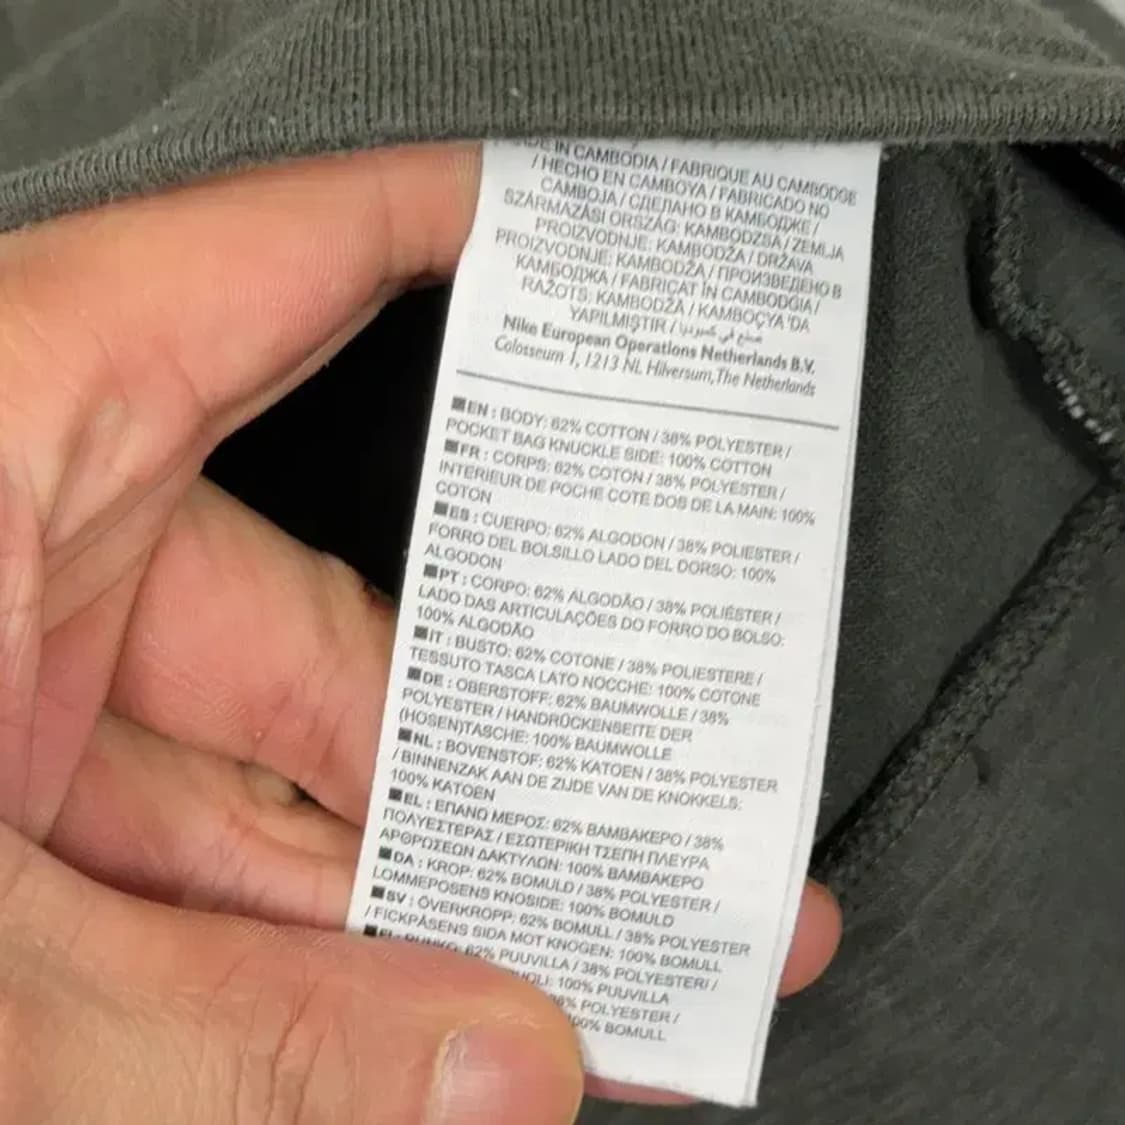 IN CAMBODIA / FABRIQUE AU CAMBODGE
/ HECHO EN CAMBOYA / FABRICADO NO
CAMBOJA / СДЕЛАНО В КАМБОДЖЕ /
SZÁRMAZÁSI ORSZÁG: KAMBODZSA / ZEMLJA
PROIZVODNJE: KAMBODŽA / DRŽAVA
PROIZVODNJE: KAMBODŽA / ПРОИЗВЕДЕНО В
КАМБОДЖА / FABRICAT ÎN CAMBODGIA /
RAŽOTS: KAMBODŽA / KAMBOÇYA 'DA
YAPILMIŞTIR /
Nike European Operations Netherlands B.V.
Colosseum 1, 1213 NL Hilversum, The Netherlands
EN : BODY: 62% COTTON / 38% POLYESTER /
POCKET BAG KNUCKLE SIDE: 100% COTTON
FR : CORPS: 62% COTON / 38% POLYESTER /
INTERIEUR DE POCHE COTE DOS DE LA MAIN: 100%
COTON
ES : CUERPO: 62% ALGODON / 38% POLIESTER /
FORRO DEL BOLSILLO LADO DEL DORSO: 100%
ALGODON
PT : CORPO: 62% ALGODÃO / 38% POLIÉSTER /
LADO DAS ARTICULAÇÕES DO FORRO DO BOLSO:
100% ALGODÃO
IT : BUSTO: 62% COTONE / 38% POLIESTERE /
TESSUTO TASCA LATO NOCCHE: 100% COTONE
DE : OBERSTOFF: 62% BAUMWOLLE / 38%
POLYESTER / HANDRÜCKENSEITE DER
(HOSEN)TASCHE: 100% BAUMWOLLE
NL : BOVENSTOF: 62% KATOEN / 38% POLYESTER
/ BINNENZAK AAN DE ZIJDE VAN DE KNOKKELS:
100% KATOEN
EL : ΕΠΑΝΩ ΜΕΡΟΣ: 62% ΒΑΜΒΑΚΕΡΟ / 38%
ΠΟΛΥΕΣΤΕΡΑΣ / ΕΣΩΤΕΡΙΚΗ ΤΣΕΠΗ ΠΛΕΥΡΑ
ΑΡΘΡΩΣΕΩΝ ΔΑΚΤΥΛΩΝ: 100% ΒΑΜΒΑΚΕΡΟ
DA : KROP: 62% BOMULD / 38% POLYESTER /
LOMMEPOSENS KNOSIDE: 100% BOMULD
SV : ÖVERKROPP: 62% BOMULL / 38% POLYESTER
/ FICKPÅSENS SIDA MOT KNOGEN: 100% BOMULL
62% PUUVILLA / 38% POLYESTERI /
100% PUUVILLA
38% POLYESTER /
100% BOMULL